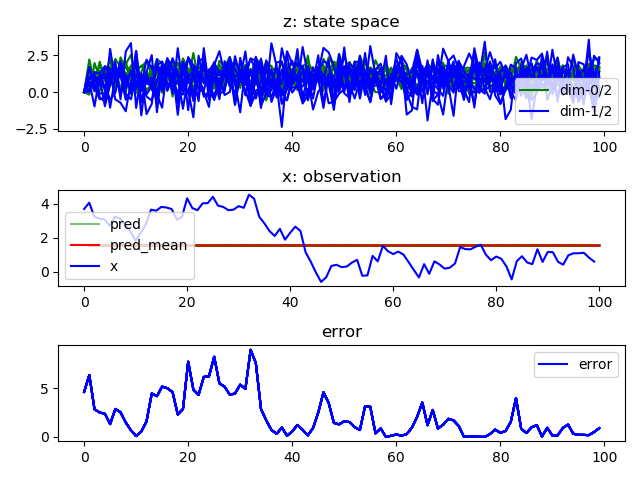 z: state space
2.5
0.0
−2.5
dim-0/2
dim-1/2
0 20 40 60 80 100
x: observation
4
2
0
pred
pred_mean
x
0 20 40 60 80 100
error
5
0
error
0 20 40 60 80 100